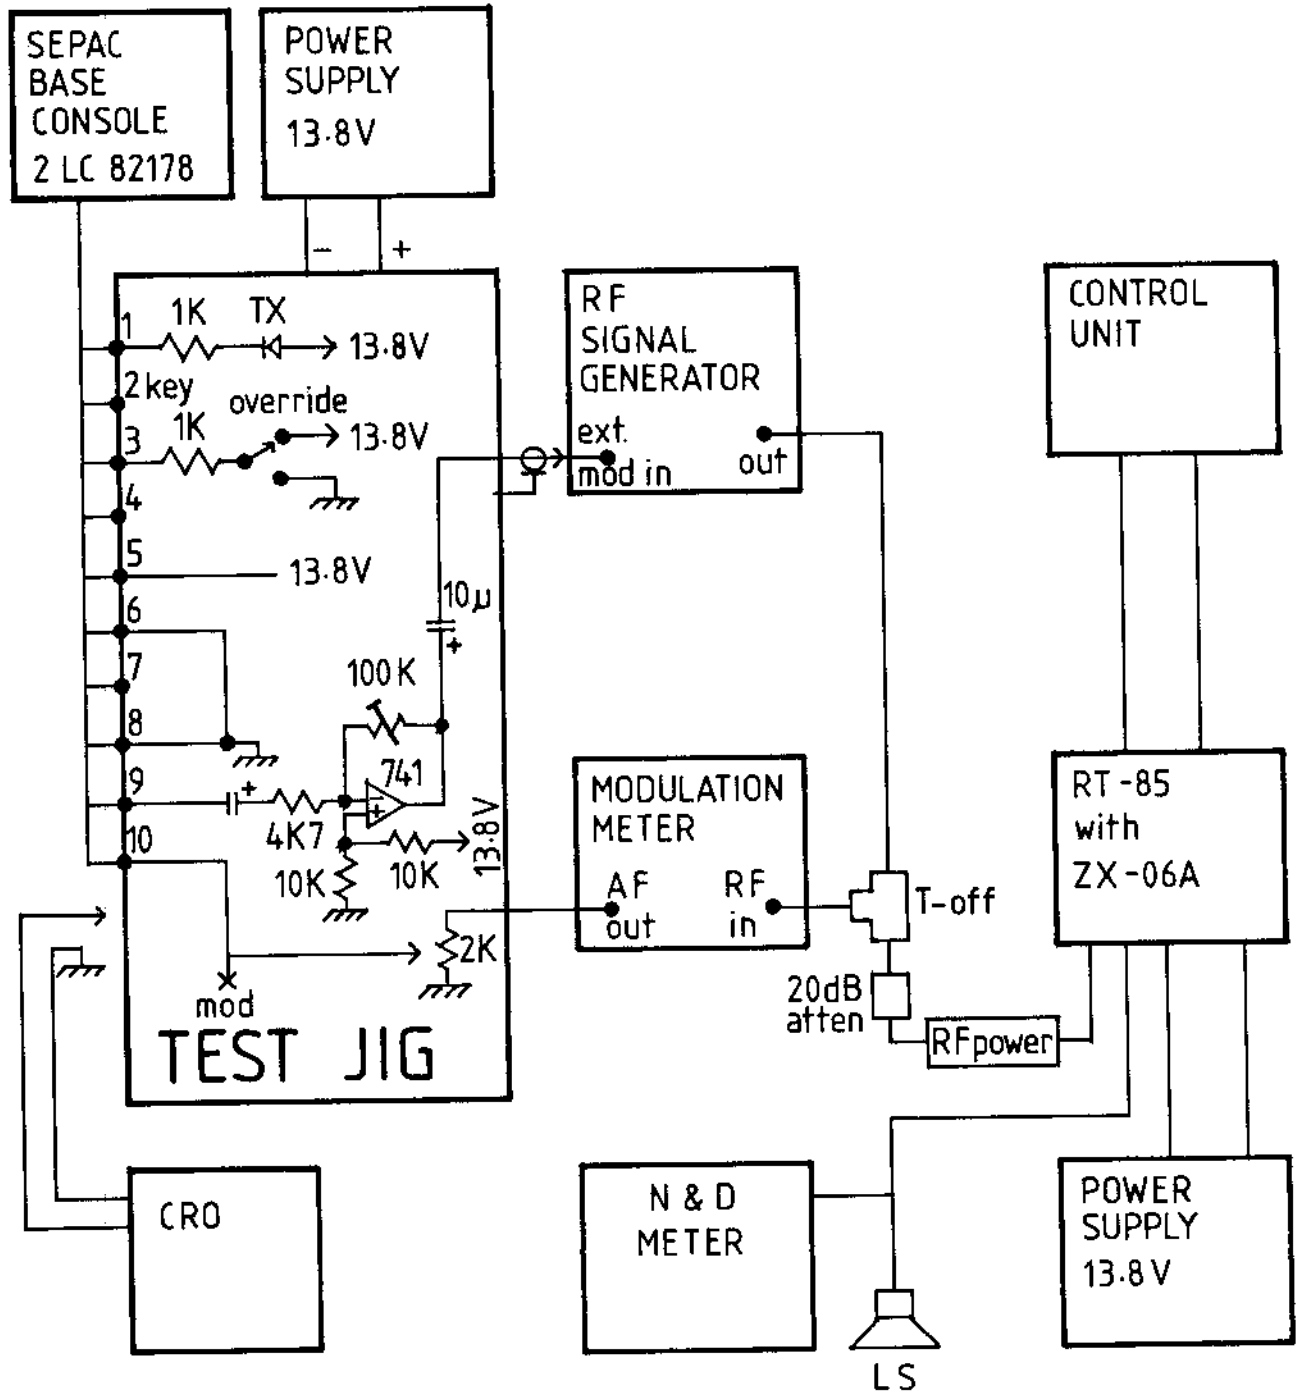 SEPAC
BASE
CONSOLE
2 LC 82178
POWER
SUPPLY
13.8V
−
+
1
1K
TX
13.8V
2 key
override
3
1K
13.8V
4
5
13.8V
6
7
8
9
10
10µ
+
100K
741
+
4K7
−
+
10K
10K
13.8V
2K
mod
TEST JIG
RF
SIGNAL
GENERATOR
ext.
mod in
out
CONTROL
UNIT
MODULATION
METER
AF
out
RF
in
T-off
20dB
atten
RFpower
RT-85
with
ZX-06A
CRO
N & D
METER
LS
POWER
SUPPLY
13.8V